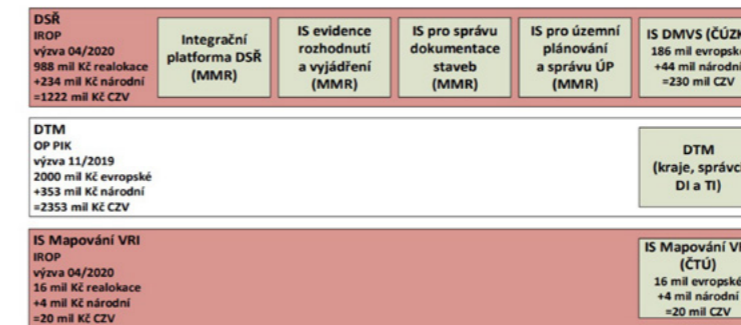 DSŘ
IROP
výzva 04/2020
988 mil Kč realokace
+234 mil Kč národní
=1222 mil Kč CZV
Integrační
platforma DSŘ
(MMR)
IS evidence
rozhodnutí
a vyjádření
(MMR)
IS pro správu
dokumentace
staveb
(MMR)
IS pro územní
plánování
a správu ÚP
(MMR)
IS DMVS (ČÚZK
186 mil evropské
+44 mil národní
=230 mil CZV
DTM
OP PIK
výzva 11/2019
2000 mil Kč evropské
+353 mil Kč národní
=2353 mil Kč CZV
DTM
(kraje, správci
DI a TI)
IS Mapování VRI
IROP
výzva 04/2020
16 mil Kč realokace
+4 mil Kč národní
=20 mil Kč CZV
IS Mapování
(ČTÚ)
16 mil evropské
+4 mil národní
=20 mil CZV